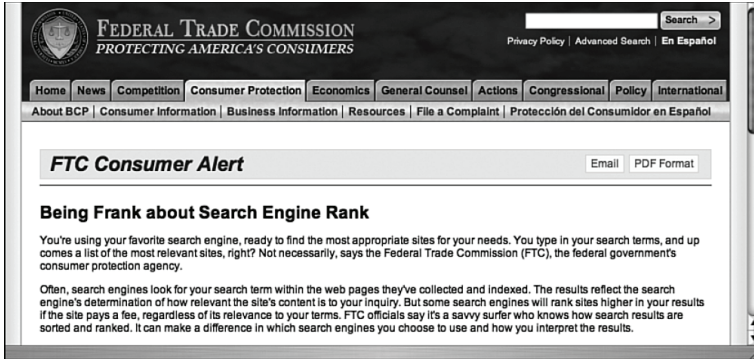 Search >
FEDERAL TRADE COMMISSION
PROTECTING AMERICA'S CONSUMERS
Privacy Policy | Advanced Search | En Español
Home News Competition Consumer Protection Economics General Counsel Actions Congressional Policy International
About BCP | Consumer Information | Business Information | Resources | File a Complaint | Protección del Consumidor en Español
FTC Consumer Alert
Email PDF Format
Being Frank about Search Engine Rank
You're using your favorite search engine, ready to find the most appropriate sites for your needs. You type in your search terms, and up
comes a list of the most relevant sites, right? Not necessarily, says the Federal Trade Commission (FTC), the federal government's
consumer protection agency.
Often, search engines look for your search term within the web pages they've collected and indexed. The results reflect the search
engine's determination of how relevant the site's content is to your inquiry. But some search engines will rank sites higher in your results
if the site pays a fee, regardless of its relevance to your terms. FTC officials say it's a savvy surfer who knows how search results are
sorted and ranked. It can make a difference in which search engines you choose to use and how you interpret the results.